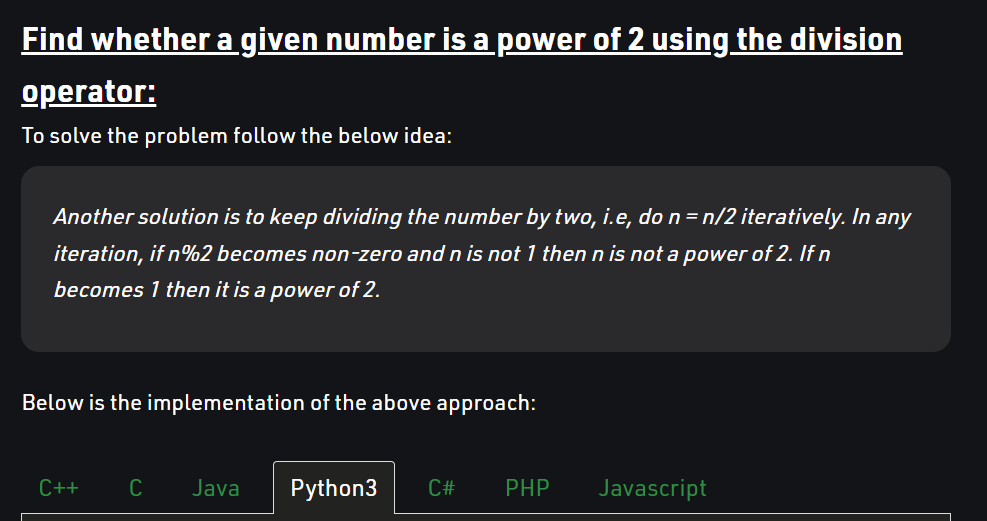 Find whether a given number is a power of 2 using the division
operator:
To solve the problem follow the below idea:
Another solution is to keep dividing the number by two, i.e, do n = n/2 iteratively. In any
iteration, if n%2 becomes non-zero and n is not 1 then n is not a power of 2. If n
becomes 1 then it is a power of 2.
Below is the implementation of the above approach:
C++ C Java Python3 C# PHP Javascript